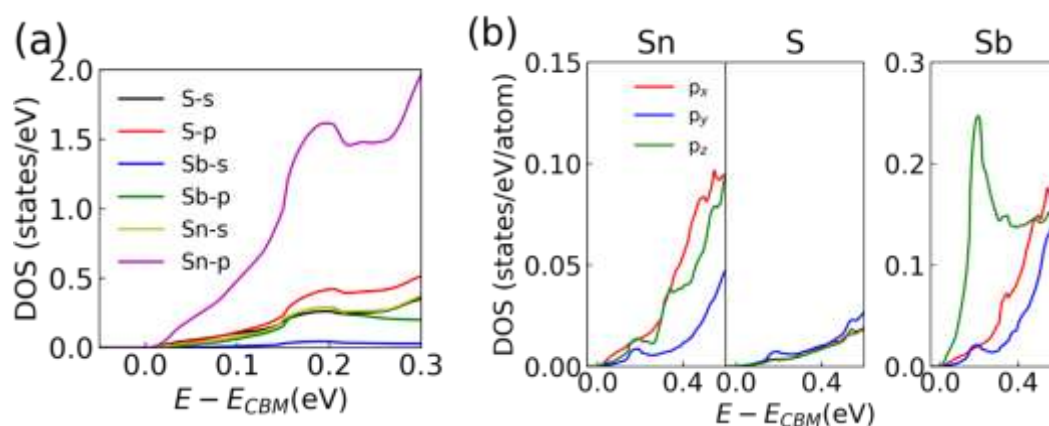 (a)
2.0
1.5
1.0
0.5
0.0
DOS (states/eV)
S-s
S-p
Sb-s
Sb-p
Sn-s
Sn-p
0.0 0.1 0.2 0.3
E − E_CBM(eV)
(b)
Sn S Sb
0.15
0.10
0.05
0.00
DOS (states/eV/atom)
p_x
p_y
p_z
0.3
0.2
0.1
0.0
0.0 0.4 0.0 0.4 0.0 0.4
E − E_CBM(eV)